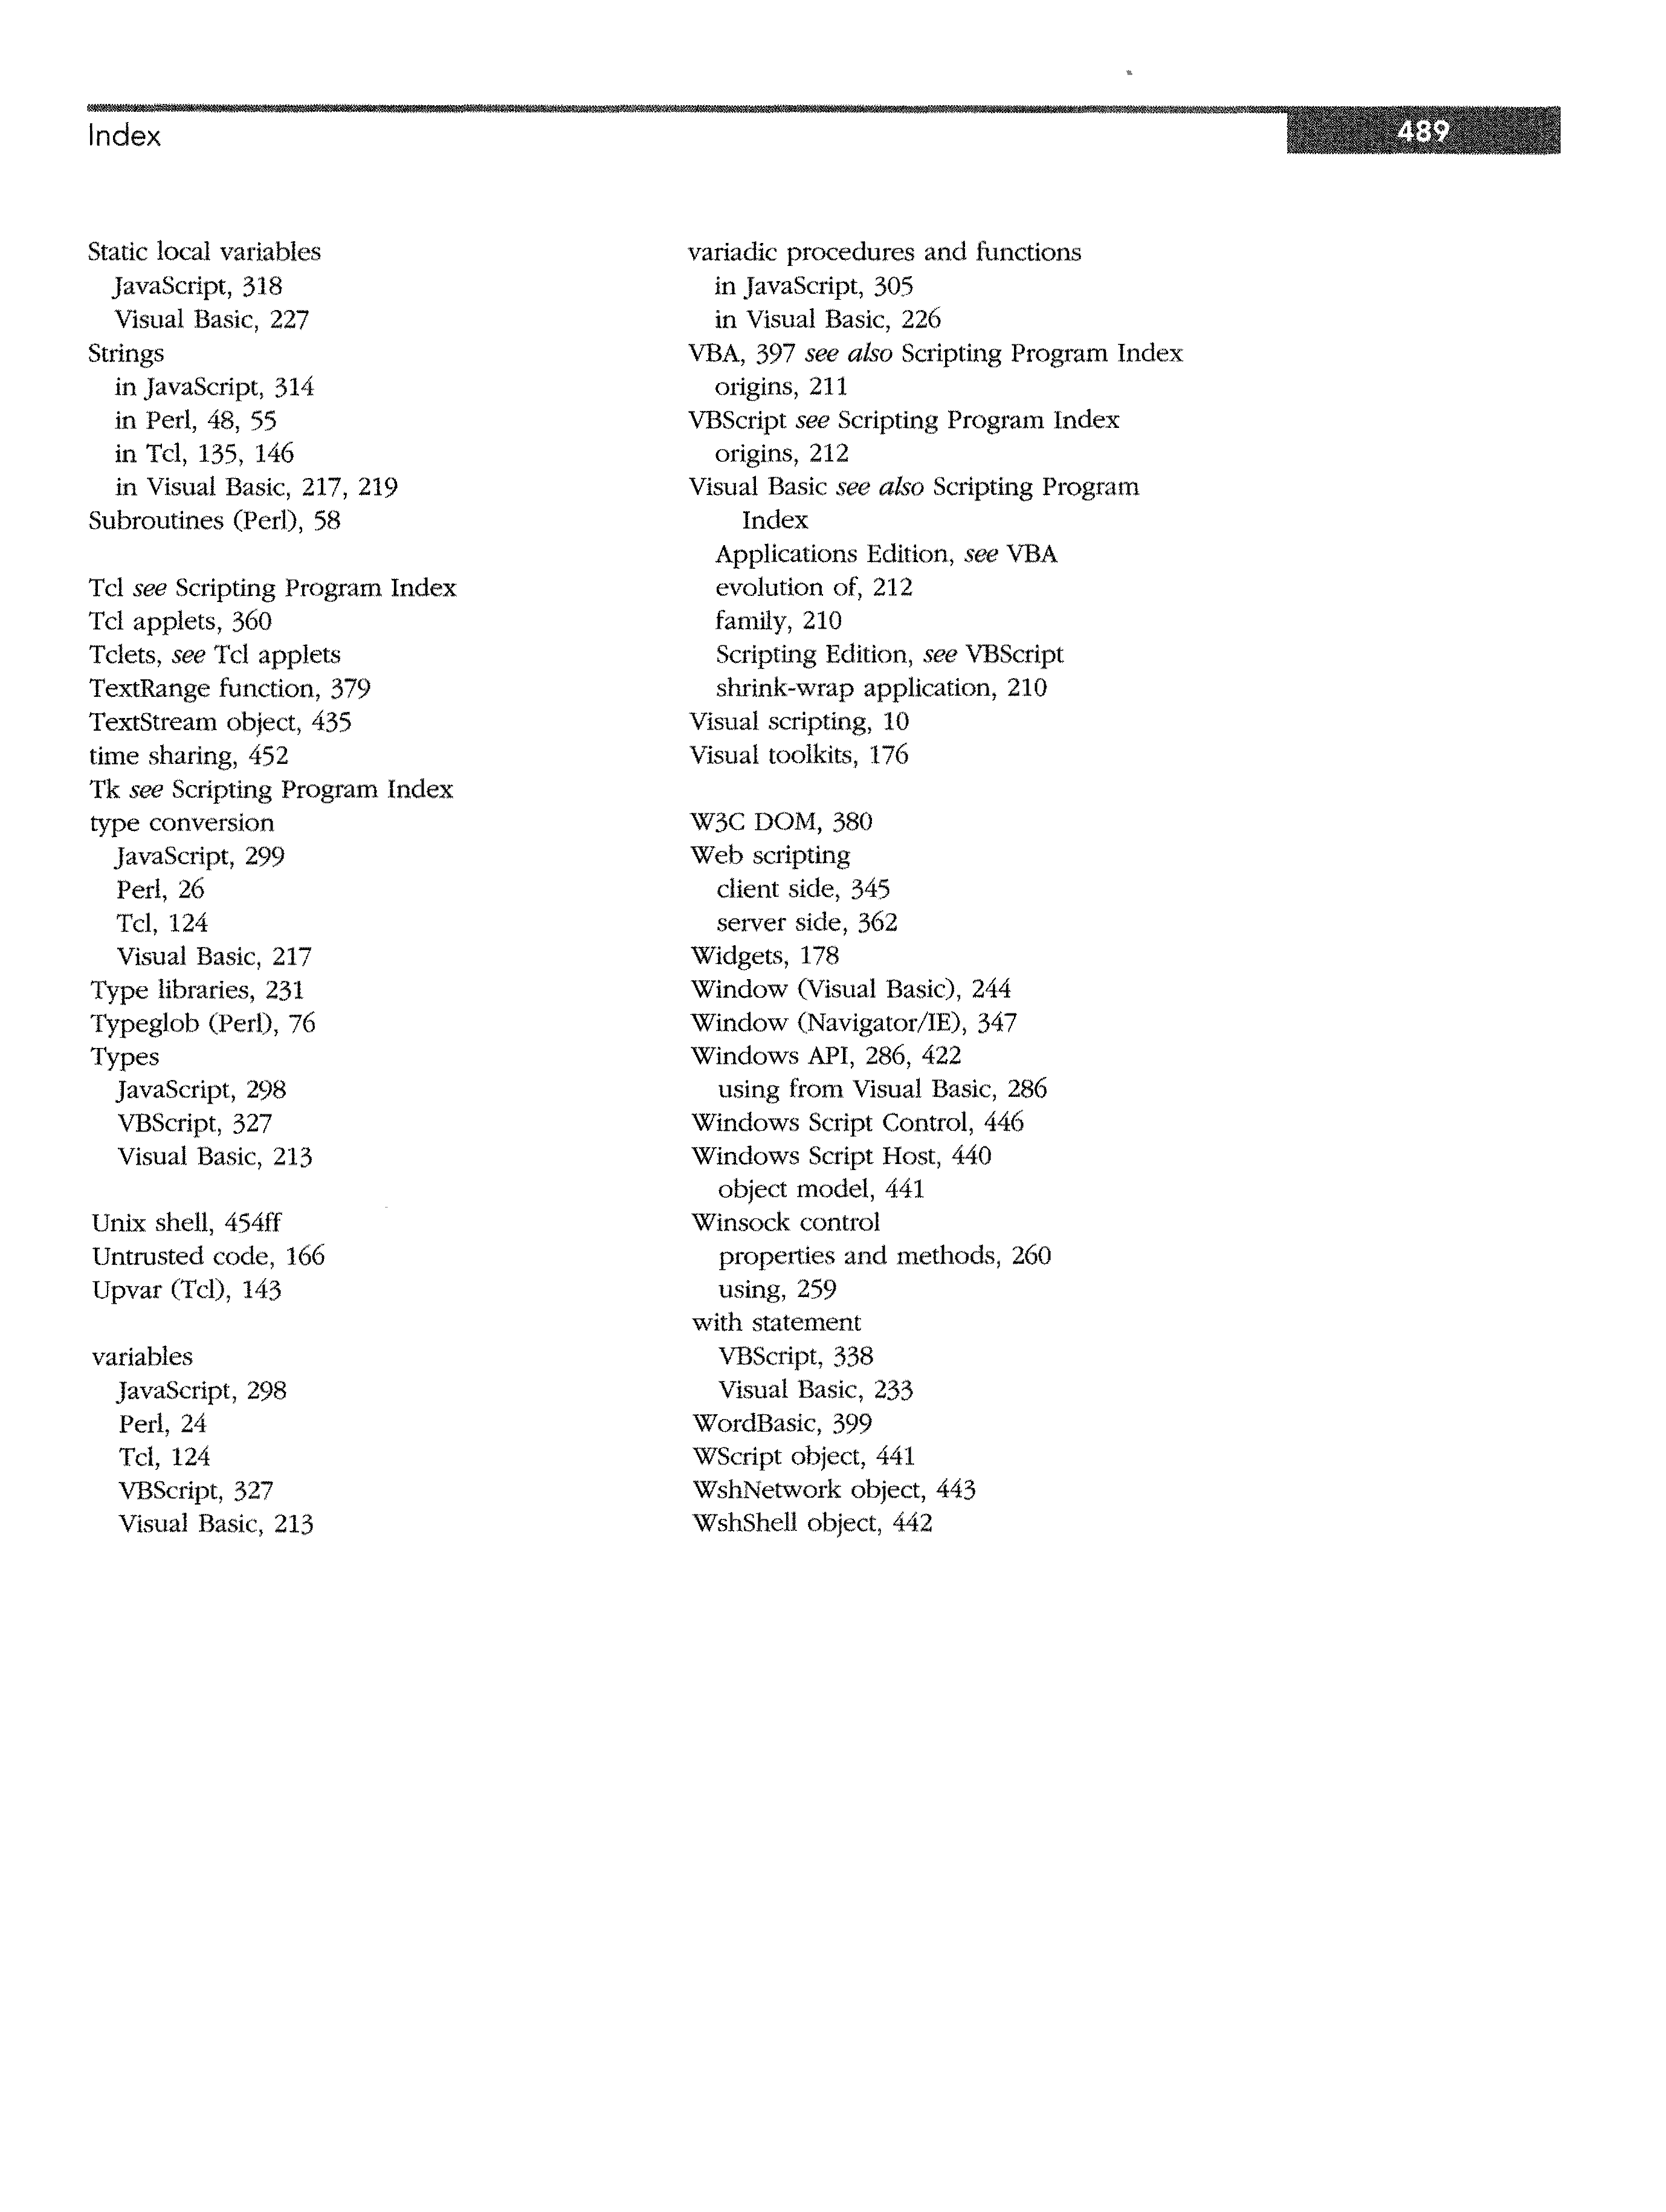 Index
489
Static local variables
JavaScript, 318
Visual Basic, 227
Strings
in JavaScript, 314
in Perl, 48, 55
in Tcl, 135, 146
in Visual Basic, 217, 219
Subroutines (Perl), 58
Tcl see Scripting Program Index
Tcl applets, 360
Tclets, see Tcl applets
TextRange function, 379
TextStream object, 435
time sharing, 452
Tk see Scripting Program Index
type conversion
JavaScript, 299
Perl, 26
Tcl, 124
Visual Basic, 217
Type libraries, 231
Typeglob (Perl), 76
Types
JavaScript, 298
VBScript, 327
Visual Basic, 213
Unix shell, 454ff
Untrusted code, 166
Upvar (Tcl), 143
variables
JavaScript, 298
Perl, 24
Tcl, 124
VBScript, 327
Visual Basic, 213
variadic procedures and functions
in JavaScript, 305
in Visual Basic, 226
VBA, 397 see also Scripting Program Index
origins, 211
VBScript see Scripting Program Index
origins, 212
Visual Basic see also Scripting Program
Index
Applications Edition, see VBA
evolution of, 212
family, 210
Scripting Edition, see VBScript
shrink-wrap application, 210
Visual scripting, 10
Visual toolkits, 176
W3C DOM, 380
Web scripting
client side, 345
server side, 362
Widgets, 178
Window (Visual Basic), 244
Window (Navigator/IE), 347
Windows API, 286, 422
using from Visual Basic, 286
Windows Script Control, 446
Windows Script Host, 440
object model, 441
Winsock control
properties and methods, 260
using, 259
with statement
VBScript, 338
Visual Basic, 233
WordBasic, 399
WScript object, 441
WshNetwork object, 443
WshShell object, 442